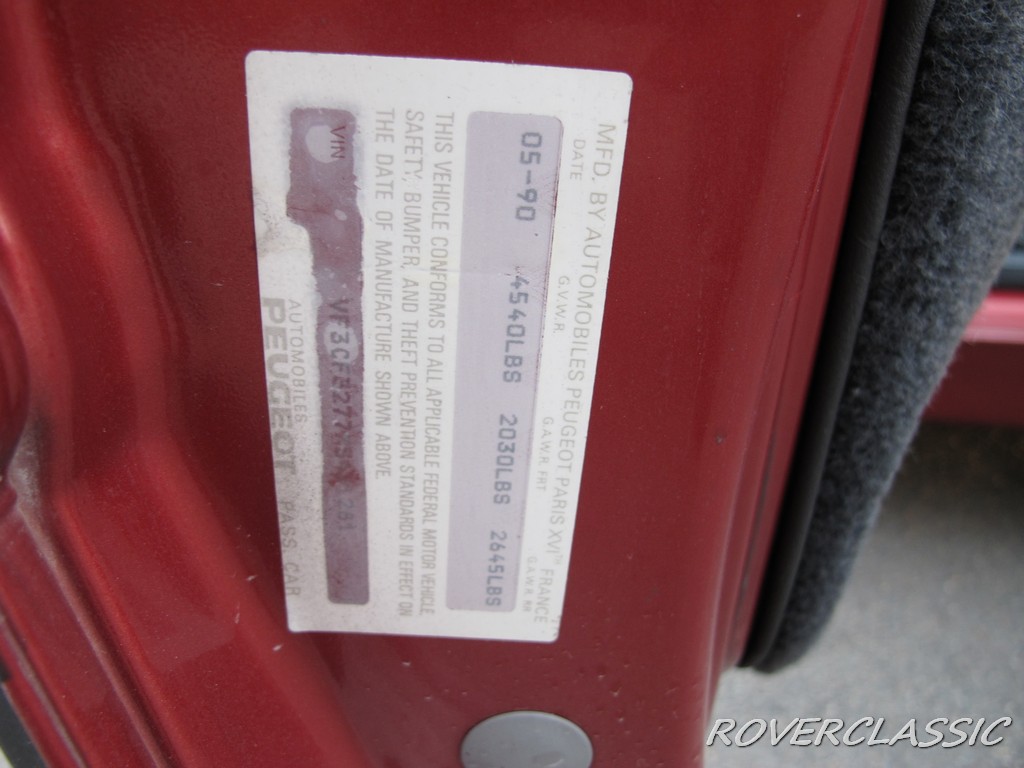 MFD. BY AUTOMOBILES PEUGEOT, PARIS XVI™ FRANCE
DATE G.V.W.R. G.A.W.R. FRT G.A.W.R. RR
05-90 4540LBS 2030LBS 2645LBS
THIS VEHICLE CONFORMS TO ALL APPLICABLE FEDERAL MOTOR VEHICLE
SAFETY, BUMPER, AND THEFT PREVENTION STANDARDS IN EFFECT ON
THE DATE OF MANUFACTURE SHOWN ABOVE.
VIN
AUTOMOBILES
PEUGEOT PASS. CAR
ROVERCLASSIC